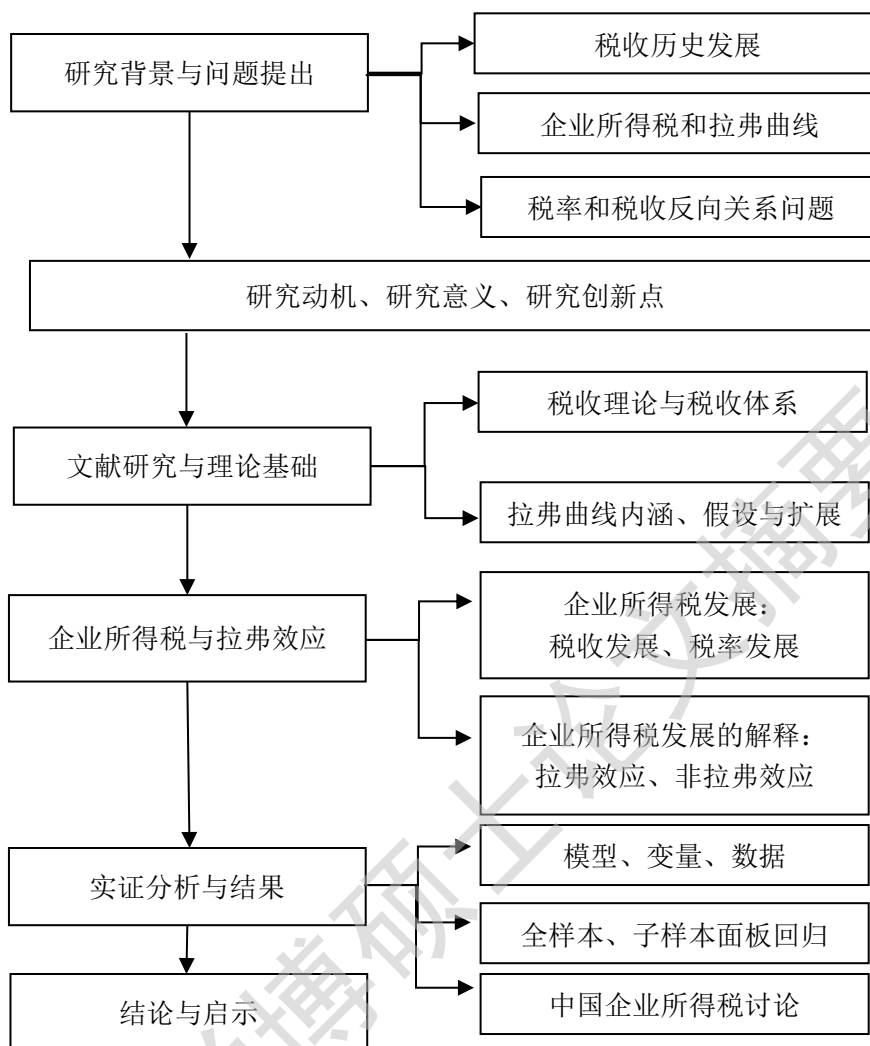 研究背景与问题提出
税收历史发展
企业所得税和拉弗曲线
税率和税收反向关系问题
研究动机、研究意义、研究创新点
文献研究与理论基础
税收理论与税收体系
拉弗曲线内涵、假设与扩展
企业所得税与拉弗效应
企业所得税发展：
税收发展、税率发展
企业所得税发展的解释：
拉弗效应、非拉弗效应
实证分析与结果
模型、变量、数据
全样本、子样本面板回归
中国企业所得税讨论
结论与启示
博硕士论文摘要